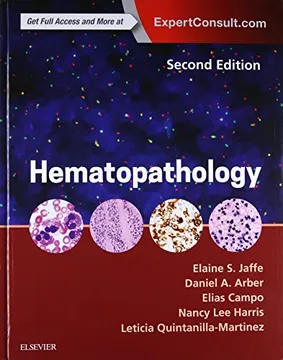 Get Full Access and More at
ExpertConsult.com
Second Edition
Hematopathology
Elaine S. Jaffe
Daniel A. Arber
Elias Campo
Nancy Lee Harris
Leticia Quintanilla-Martinez
ELSEVIER